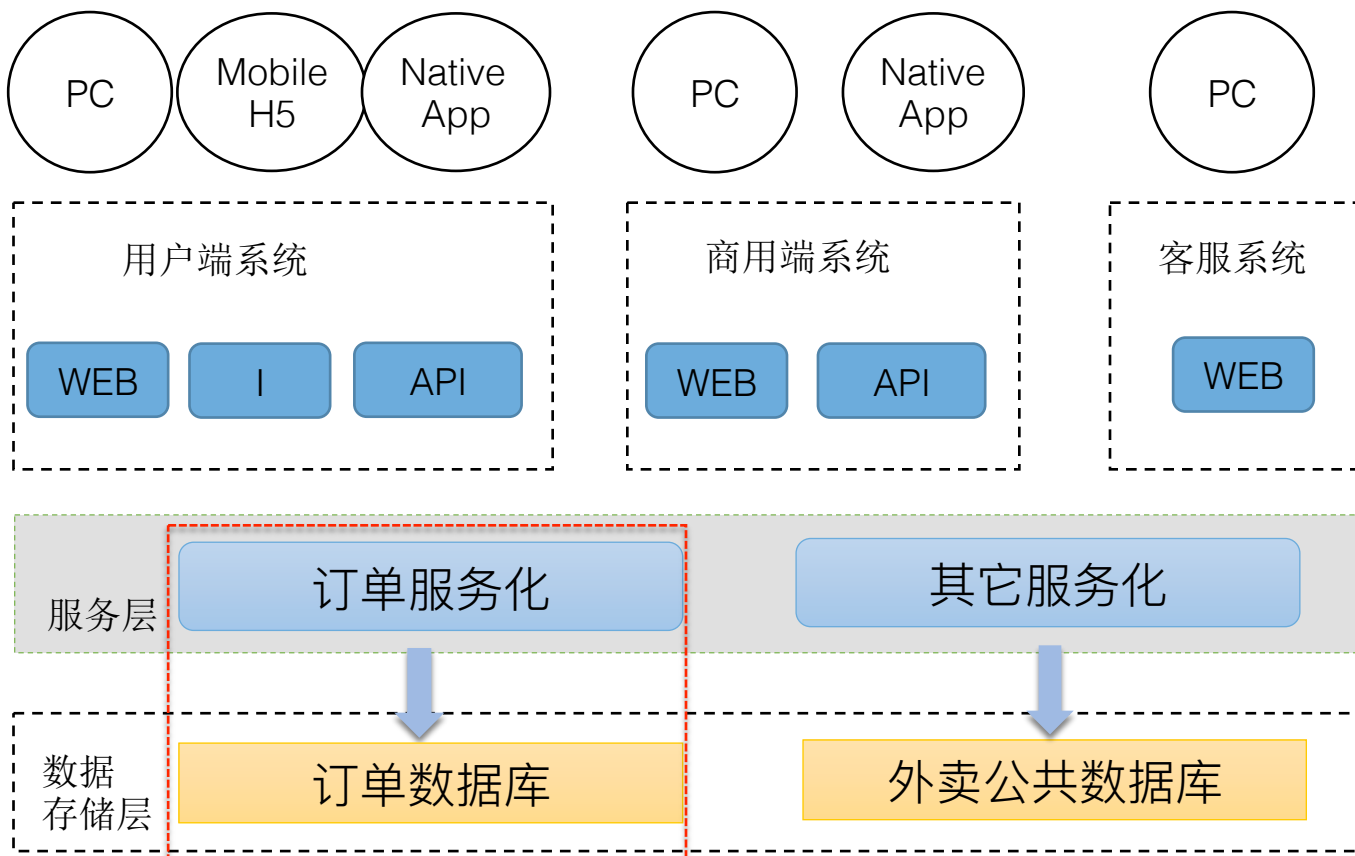 PC
Mobile
H5
Native
App
PC
Native
App
PC
用户端系统
商用端系统
客服系统
WEB
I
API
WEB
API
WEB
服务层
订单服务化
其它服务化
数据
存储层
订单数据库
外卖公共数据库